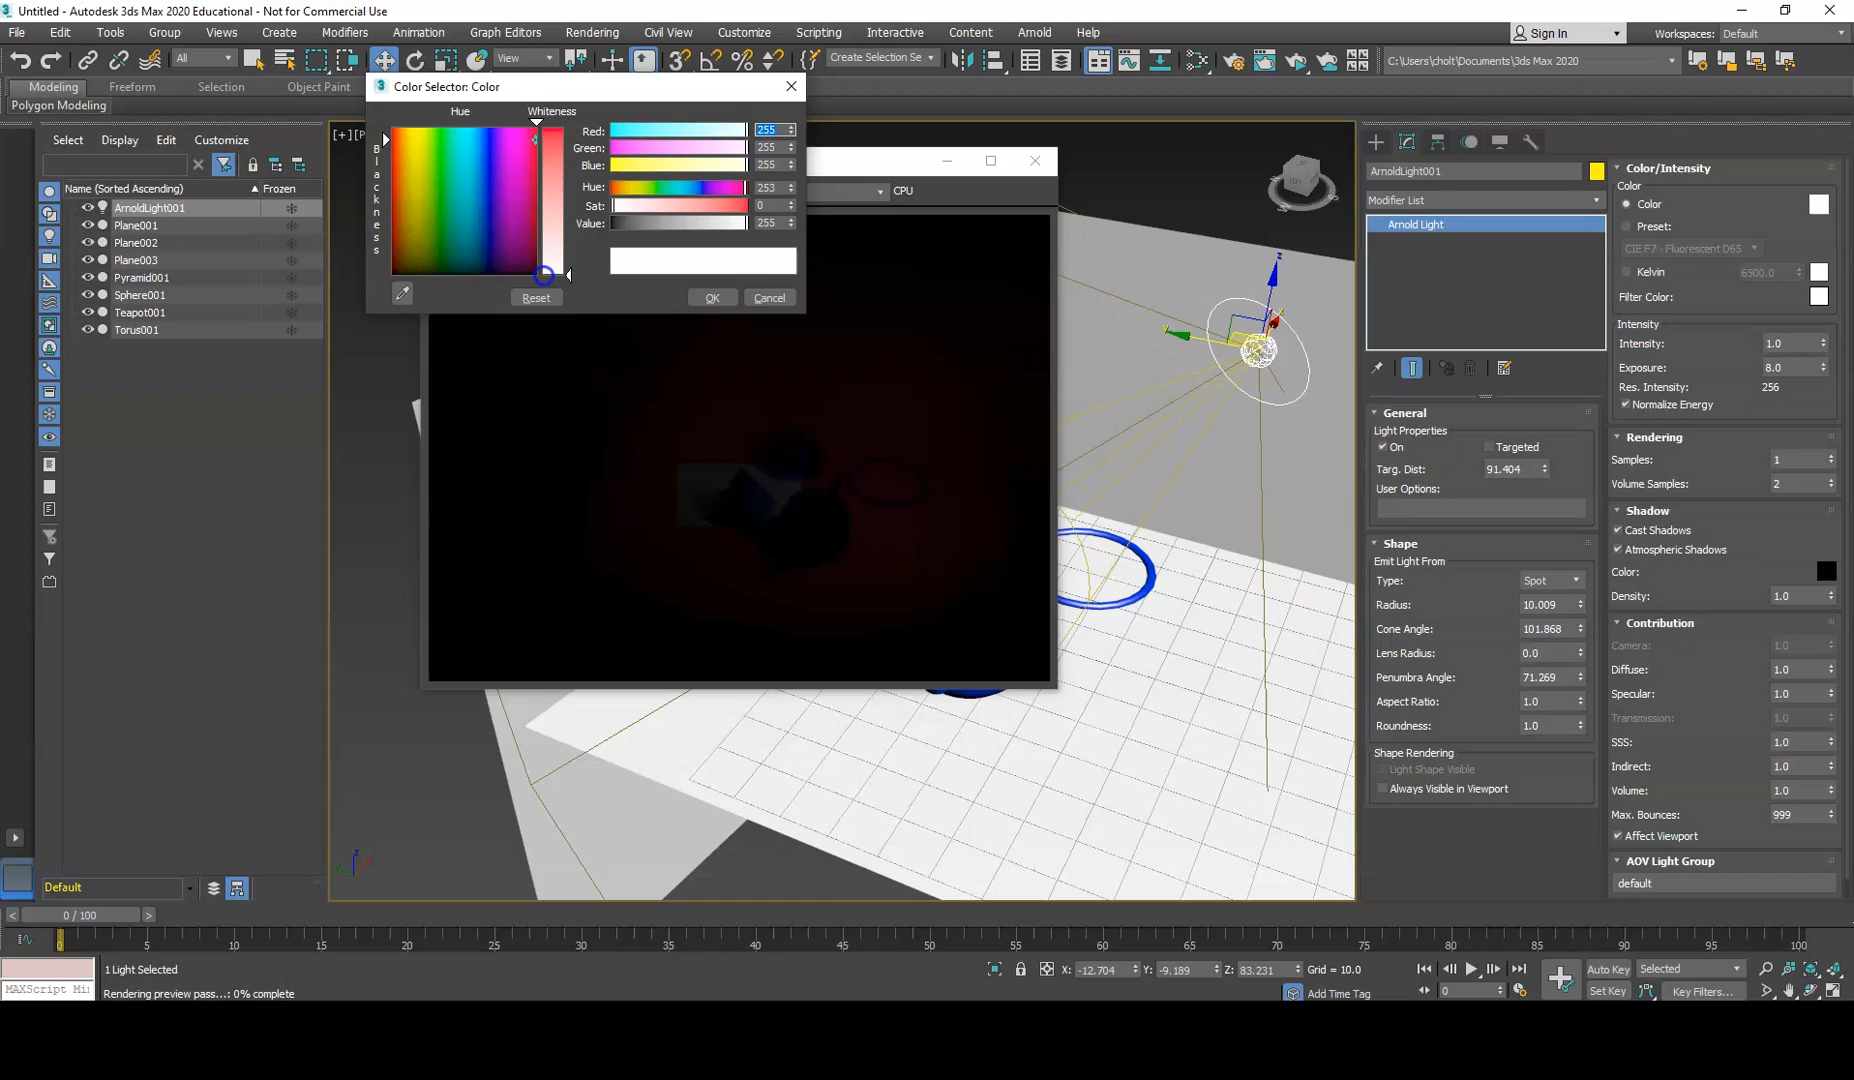 Untitled - Autodesk 3ds Max 2020 Educational - Not for Commercial Use
File Edit Tools Group Views Create Modifiers Animation Graph Editors Rendering Civil View Customize Scripting Interactive Content Arnold Help
Sign In
Workspaces: Default
All
View
Create Selection Se
C:\Users\cholt\Documents\3ds Max 2020
Modeling Freeform Selection Object Paint
Polygon Modeling
Color Selector: Color
Hue
Whiteness
Blackness
Red: 255
Green: 255
Blue: 255
Hue: 253
Sat: 0
Value: 255
Reset
OK
Cancel
[+][P
CPU
Select Display Edit Customize
Name (Sorted Ascending)
Frozen
ArnoldLight001
Plane001
Plane002
Plane003
Pyramid001
Sphere001
Teapot001
Torus001
Default
z
y
x
ArnoldLight001
Modifier List
Arnold Light
General
Light Properties
On
Targeted
Targ. Dist: 91.404
User Options:
Shape
Emit Light From
Type: Spot
Radius: 10.009
Cone Angle: 101.868
Lens Radius: 0.0
Penumbra Angle: 71.269
Aspect Ratio: 1.0
Roundness: 1.0
Shape Rendering
Light Shape Visible
Always Visible in Viewport
Color/Intensity
Color
Color
Preset:
CIE F7 - Fluorescent D65
Kelvin 6500.0
Filter Color:
Intensity
Intensity: 1.0
Exposure: 8.0
Res. Intensity: 256
Normalize Energy
Rendering
Samples: 1
Volume Samples: 2
Shadow
Cast Shadows
Atmospheric Shadows
Color:
Density: 1.0
Contribution
Camera: 1.0
Diffuse: 1.0
Specular: 1.0
Transmission: 1.0
SSS: 1.0
Indirect: 1.0
Volume: 1.0
Max. Bounces: 999
Affect Viewport
AOV Light Group
default
< 0 / 100 >
0 5 10 15 20 25 30 35 40 45 50 55 60 65 70 75 80 85 90 95 100
MAXScript Mi
1 Light Selected
Rendering preview pass...: 0% complete
X: -12.704 Y: -9.189 Z: 83.231 Grid = 10.0
Add Time Tag
0
Auto Key
Selected
Set Key
Key Filters...